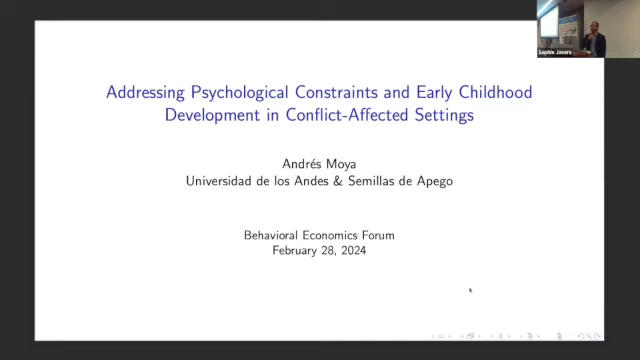 Addressing Psychological Constraints and Early Childhood
Development in Conflict-Affected Settings
Andrés Moya
Universidad de los Andes & Semillas de Apego
Behavioral Economics Forum
February 28, 2024
Sophie Javers